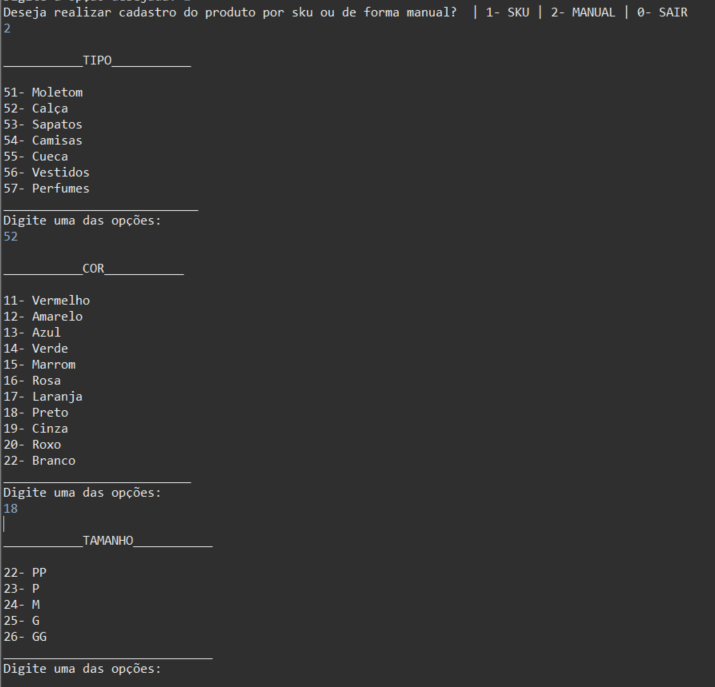 Deseja realizar cadastro do produto por sku ou de forma manual?  | 1- SKU | 2- MANUAL | 0- SAIR
2
___________TIPO___________
51- Moletom
52- Calça
53- Sapatos
54- Camisas
55- Cueca
56- Vestidos
57- Perfumes
___________________________
Digite uma das opções:
52
___________COR___________
11- Vermelho
12- Amarelo
13- Azul
14- Verde
15- Marrom
16- Rosa
17- Laranja
18- Preto
19- Cinza
20- Roxo
22- Branco
__________________________
Digite uma das opções:
18
___________TAMANHO___________
22- PP
23- P
24- M
25- G
26- GG
_____________________________
Digite uma das opções: